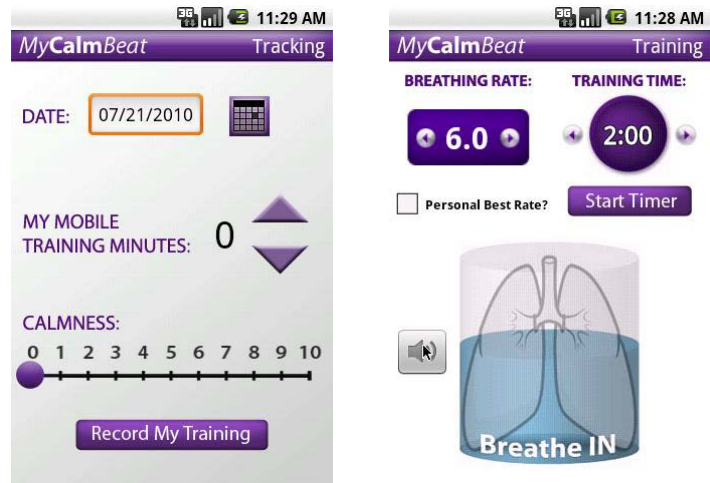 3G 11:29 AM
MyCalmBeat Tracking
DATE: 07/21/2010
MY MOBILE
TRAINING MINUTES: 0
CALMNESS:
0 1 2 3 4 5 6 7 8 9 10
Record My Training
3G 11:28 AM
MyCalmBeat Training
BREATHING RATE: TRAINING TIME:
6.0 2:00
Personal Best Rate? Start Timer
Breathe IN